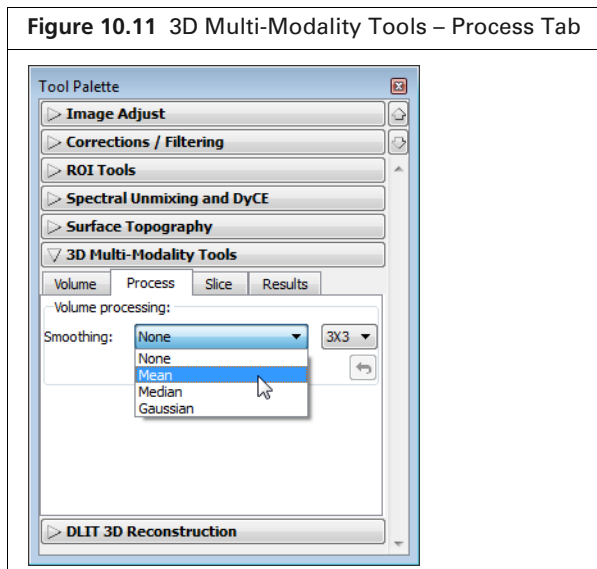 Figure 10.11 3D Multi-Modality Tools – Process Tab
Tool Palette
Image Adjust
Corrections / Filtering
ROI Tools
Spectral Unmixing and DyCE
Surface Topography
3D Multi-Modality Tools
Volume Process Slice Results
Volume processing:
Smoothing: None 3X3
None
Mean
Median
Gaussian
DLIT 3D Reconstruction